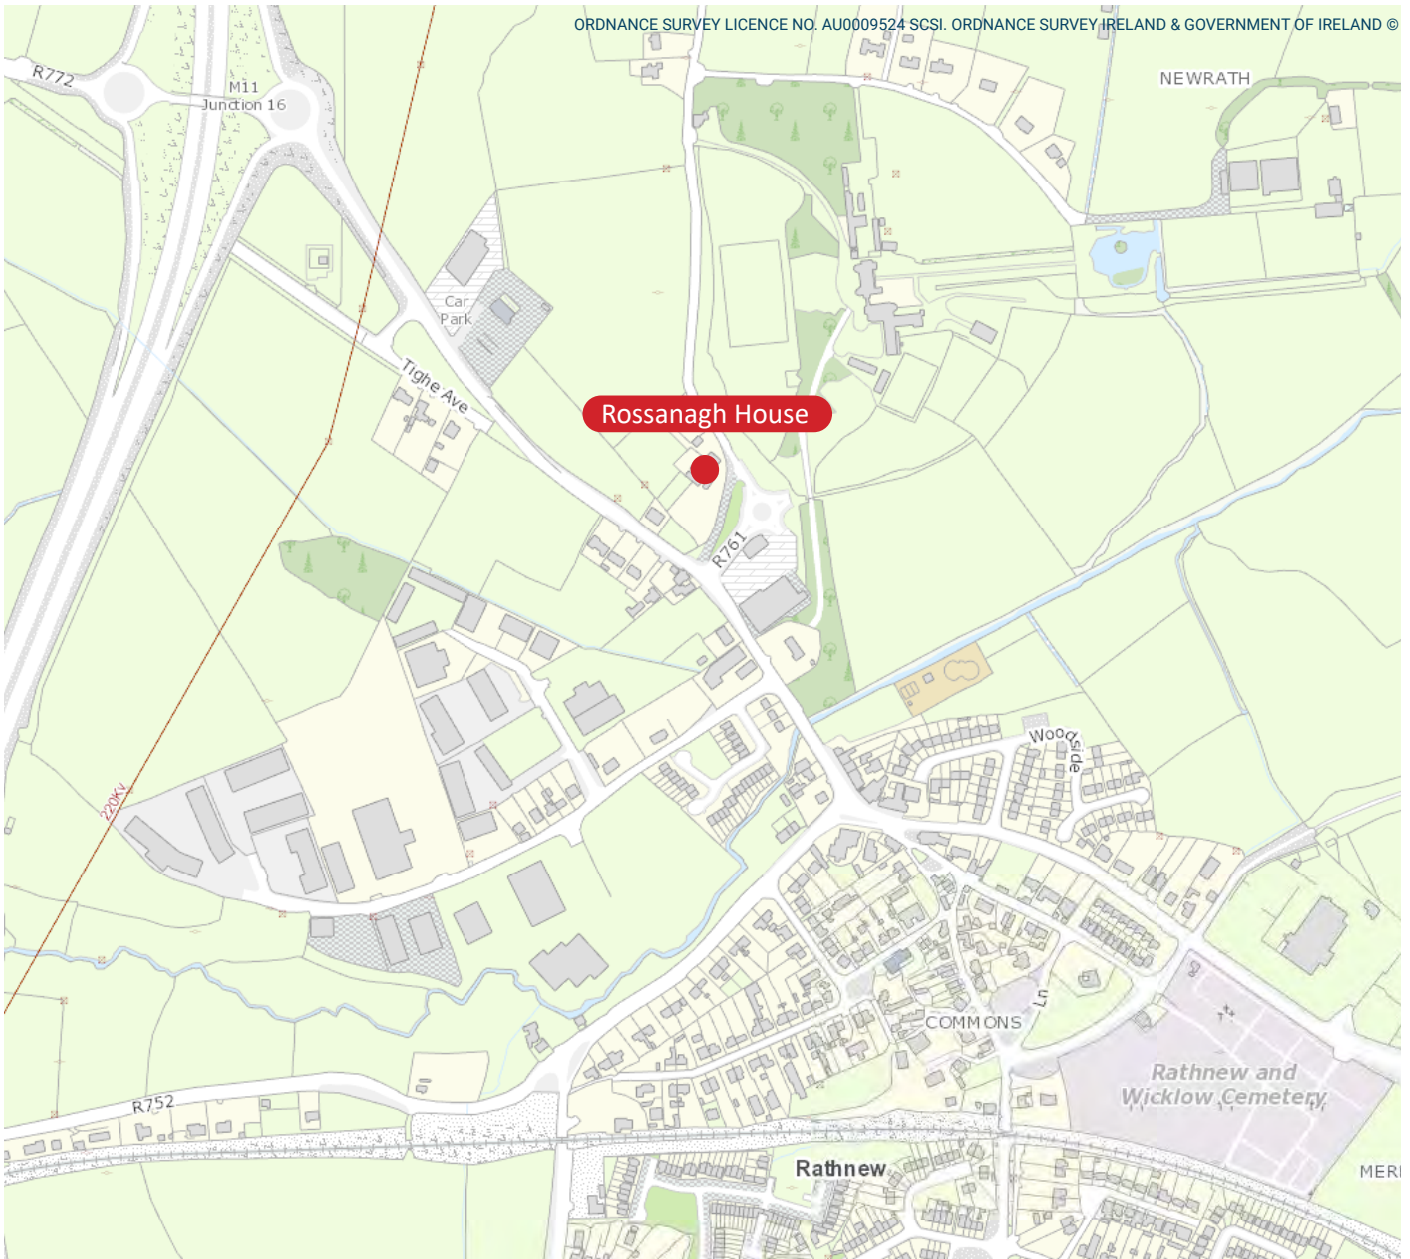 ORDNANCE SURVEY LICENCE NO. AU0009524 SCSI. ORDNANCE SURVEY IRELAND & GOVERNMENT OF IRELAND ©
R772
M11
Junction 16
NEWRATH
Car
Park
Tighe Ave
Rossanagh House
R761
Woodside
220Kv
Ln
COMMONS
Rathnew and
Wicklow Cemetery
R752
Rathnew
MERI